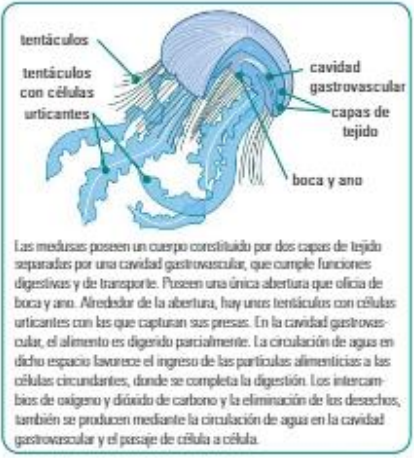 tentáculos
tentáculos
con células
urticantes
cavidad
gastrovascular
capas de
tejido
boca y ano
Las medusas poseen un cuerpo constituido por dos capas de tejido
separadas por una cavidad gastrovascular, que cumple funciones
digestivas y de transporte. Poseen una única abertura que oficia de
boca y ano. Alrededor de la abertura, hay unos tentáculos con células
urticantes con las que capturan sus presas. En la cavidad gastrovas-
cular, el alimento es digerido parcialmente. La circulación de agua en
dicho espacio favorece el ingreso de las partículas alimenticias a las
células circundantes, donde se completa la digestión. Los intercam-
bios de oxígeno y dióxido de carbono y la eliminación de los desechos,
también se producen mediante la circulación de agua en la cavidad
gastrovascular y el pasaje de célula a célula.